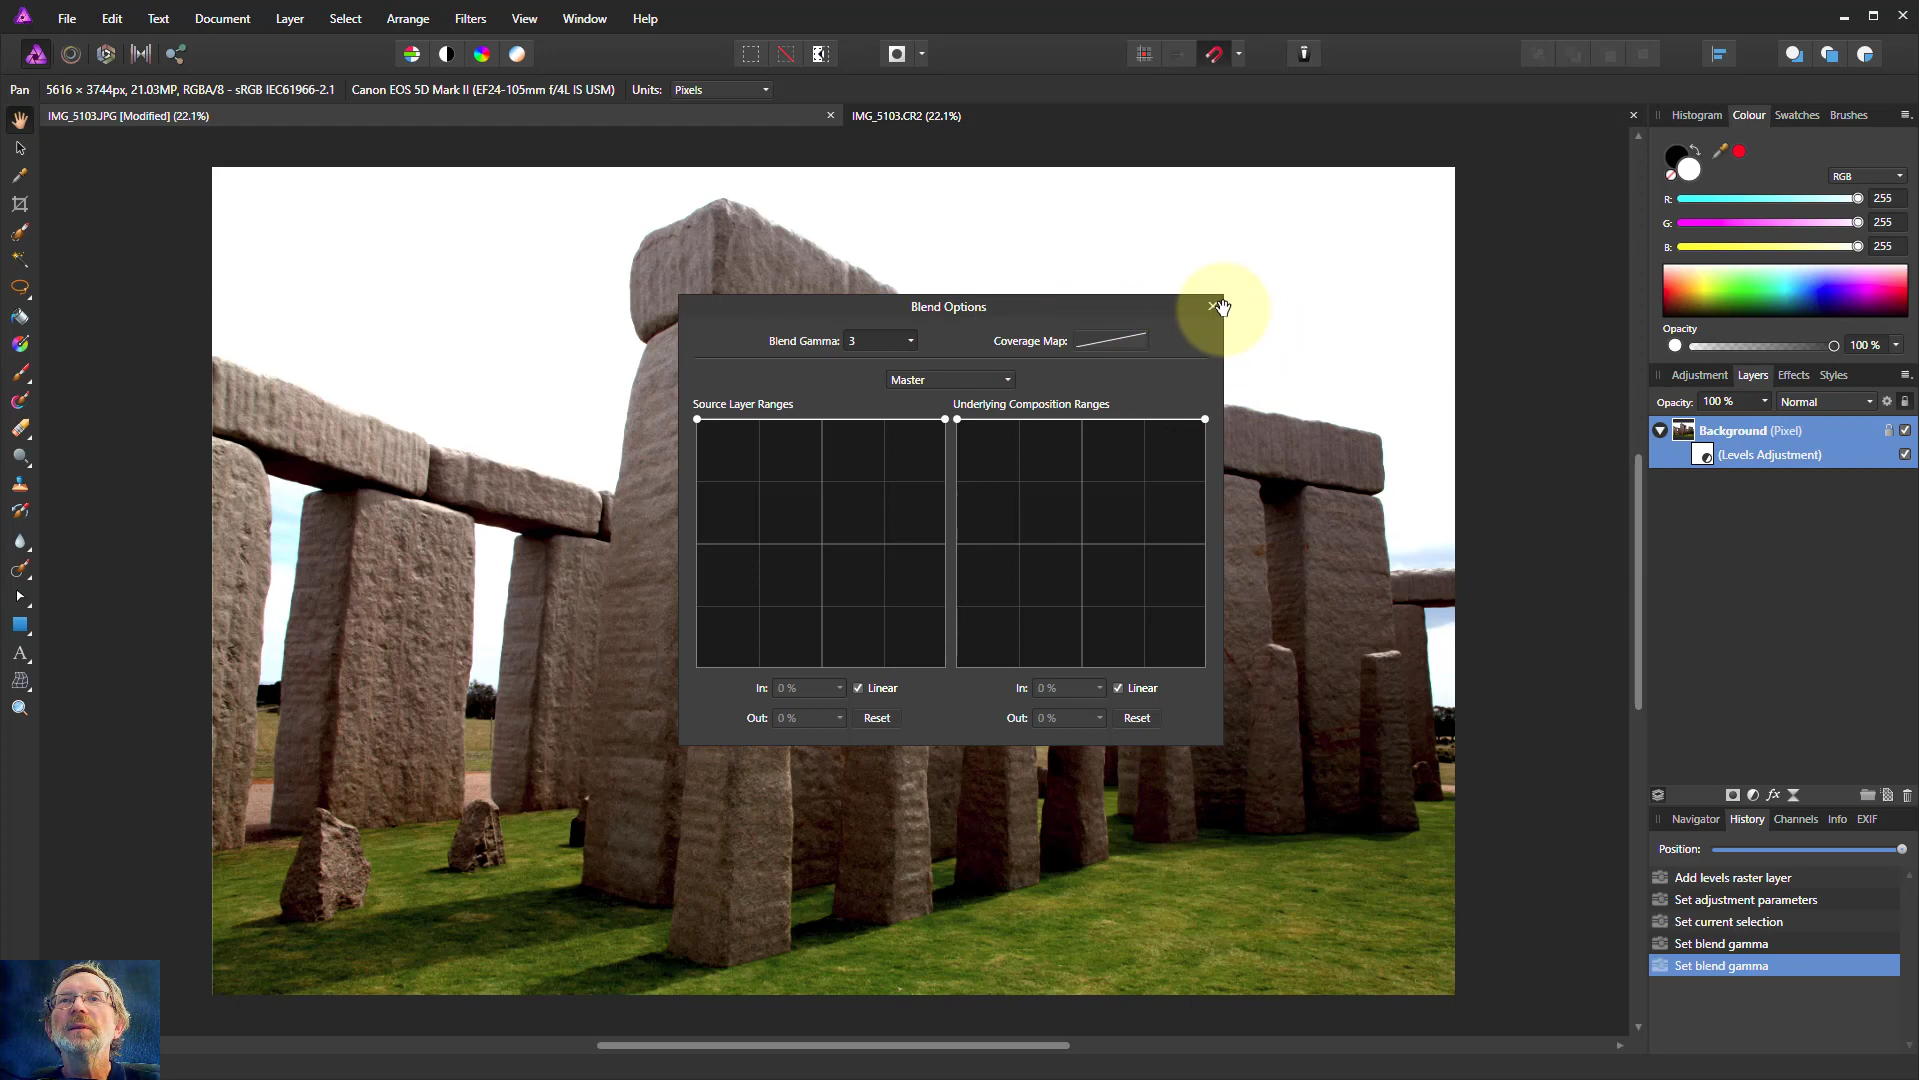 File Edit Text Document Layer Select Arrange Filters View Window Help
Pan 5616 × 3744px, 21.03MP, RGBA/8 - sRGB IEC61966-2.1 Canon EOS 5D Mark II (EF24-105mm f/4L IS USM) Units: Pixels
IMG_5103.JPG [Modified] (22.1%) IMG_5103.CR2 (22.1%)
Histogram Colour Swatches Brushes
RGB
R: 255
G: 255
B: 255
Opacity
100 %
Adjustment Layers Effects Styles
Opacity: 100 % Normal
Background (Pixel)
(Levels Adjustment)
Blend Options
Blend Gamma: 3 Coverage Map:
Master
Source Layer Ranges Underlying Composition Ranges
In: 0 % Linear In: 0 % Linear
Out: 0 % Reset Out: 0 % Reset
fx
Navigator History Channels Info EXIF
Position:
Add levels raster layer
Set adjustment parameters
Set current selection
Set blend gamma
Set blend gamma